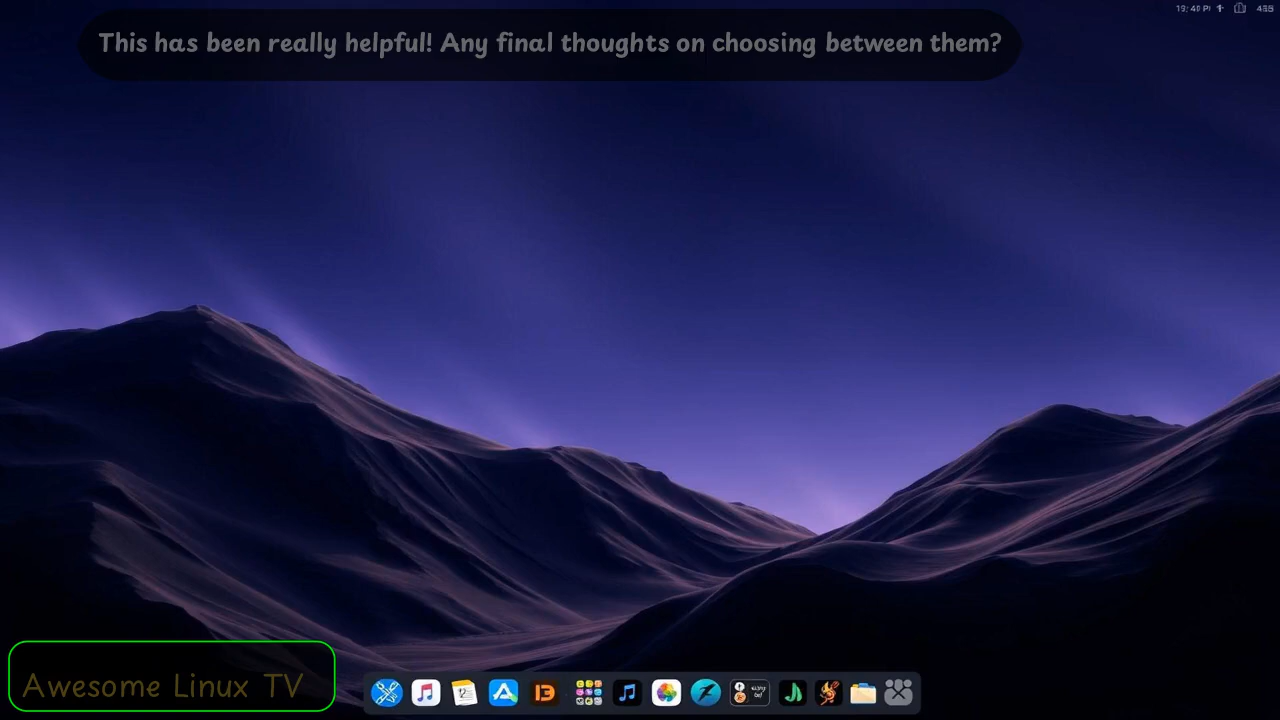 This has been really helpful! Any final thoughts on choosing between them?
Awesome Linux TV